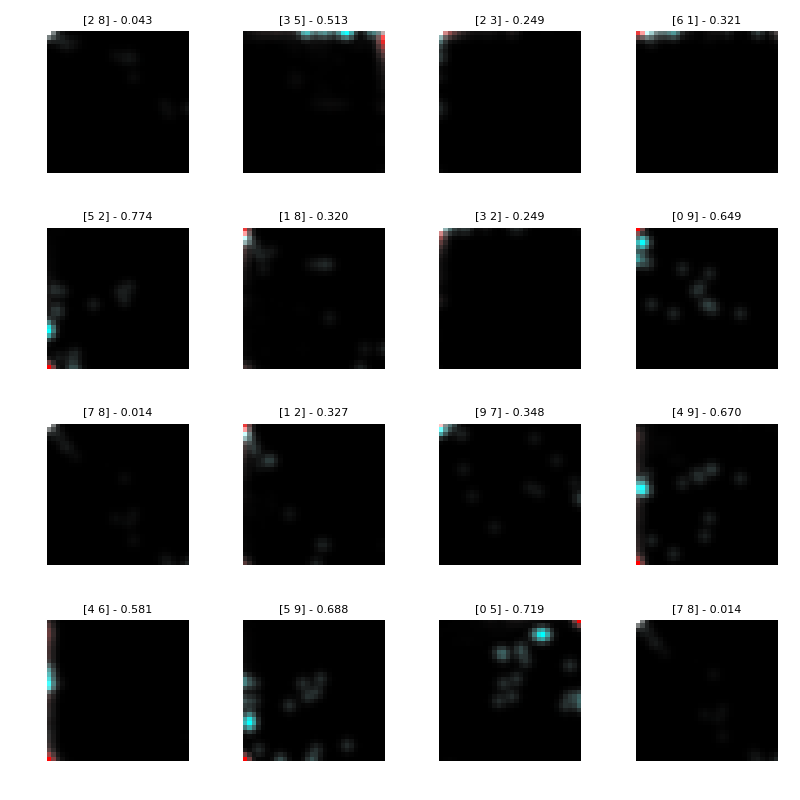 [2 8] - 0.043 [3 5] - 0.513 [2 3] - 0.249 [6 1] - 0.321
[5 2] - 0.774 [1 8] - 0.320 [3 2] - 0.249 [0 9] - 0.649
[7 8] - 0.014 [1 2] - 0.327 [9 7] - 0.348 [4 9] - 0.670
[4 6] - 0.581 [5 9] - 0.688 [0 5] - 0.719 [7 8] - 0.014